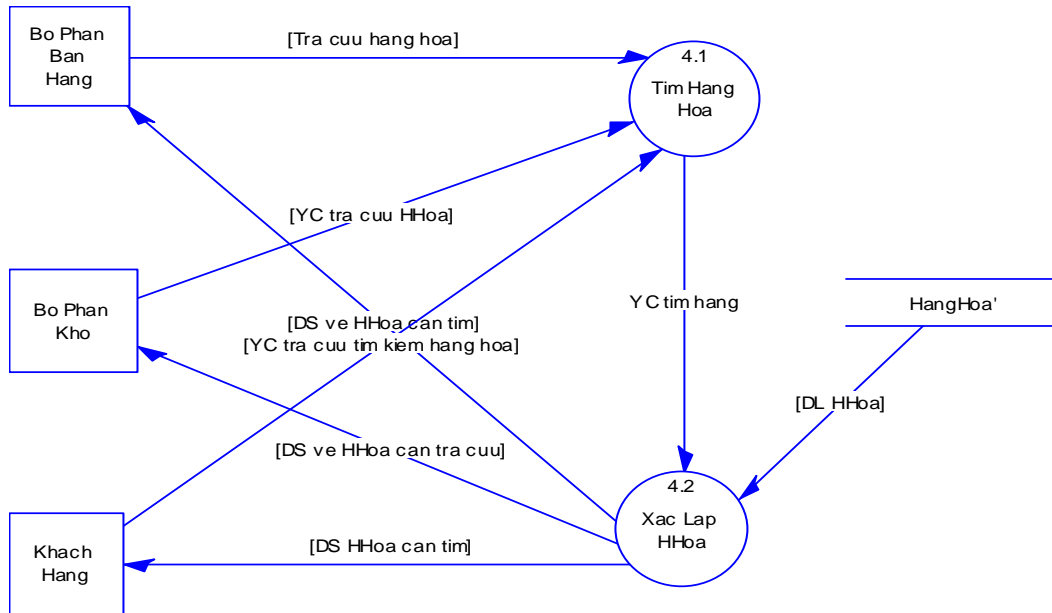 Bo Phan
Ban
Hang
[Tra cuu hang hoa]
4.1
Tim Hang
Hoa
[YC tra cuu HHoa]
Bo Phan
Kho
[DS ve HHoa can tim]
[YC tra cuu tim kiem hang hoa]
YC tim hang
HangHoa'
[DL HHoa]
[DS ve HHoa can tra cuu]
4.2
Xac Lap
HHoa
Khach
Hang
[DS HHoa can tim]